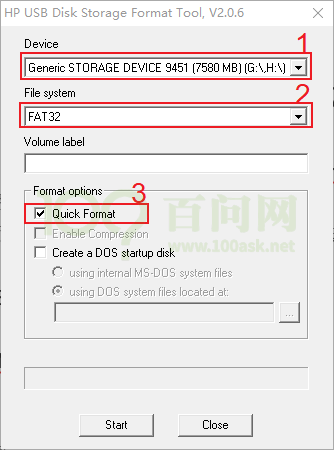 HP USB Disk Storage Format Tool, V2.0.6
1
Device
Generic STORAGE DEVICE 9451 (7580 MB) (G:\,H:\)
2
File system
FAT32
Volume label
Format options
3
Quick Format
Enable Compression
Create a DOS startup disk
using internal MS-DOS system files
using DOS system files located at:
...
百问网
www.100ask.net
Start
Close